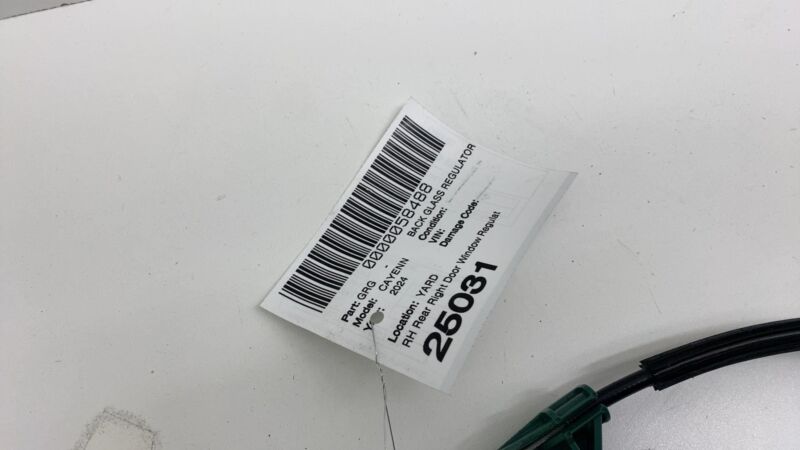 0000058488
Part: GRG - BACK GLASS REGULATOR
Model: CAYENN Condition:
2024 VIN:
Damage Code:
Location: YARD
RH Rear Right Door Window Regulat
25031